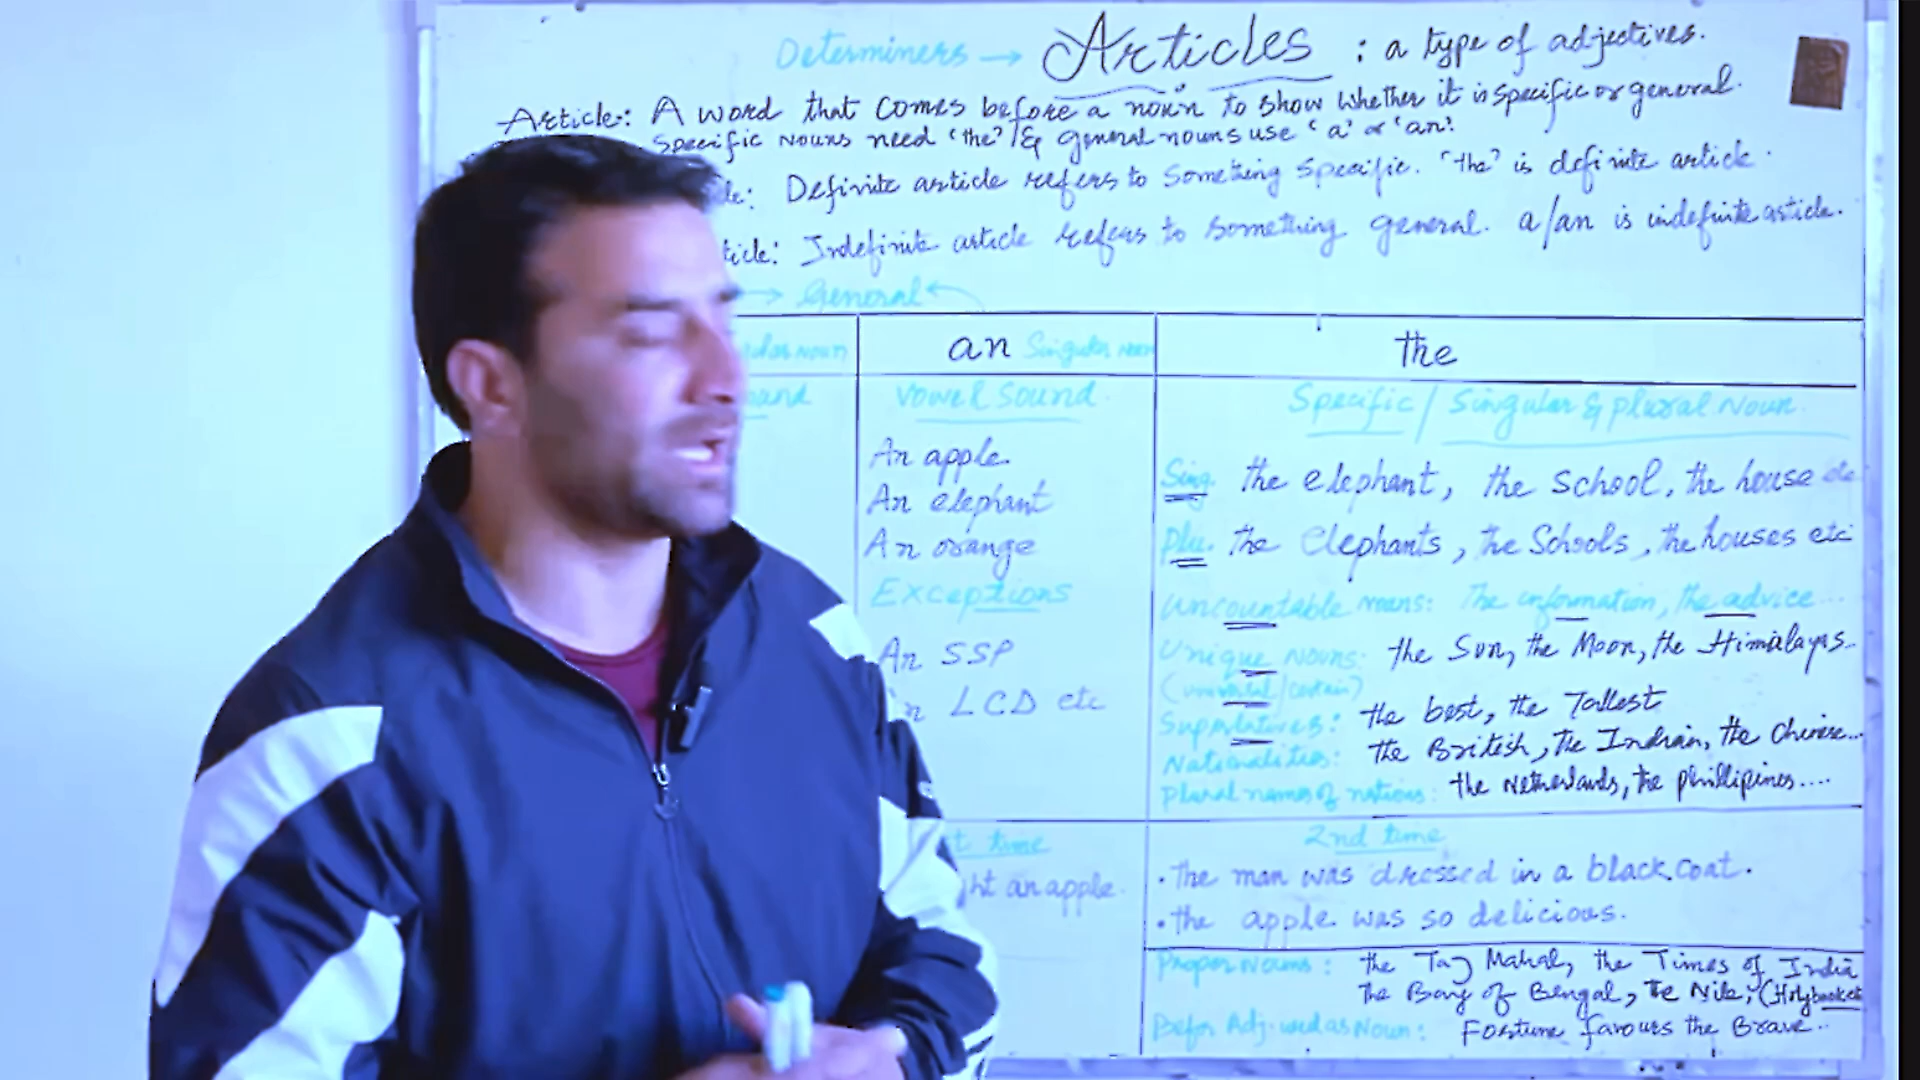 Determiners → Articles : a type of adjectives.
Article: A word that comes before a noun to show whether it is specific or general.
Specific Nouns need 'the' & general nouns use 'a' or 'an'.
Definite article refers to something specific. 'the' is definite article.
Indefinite article refers to something general. a/an is indefinite article.
→ General ←
an Singular noun
the
Vowel Sound.
Specific / Singular & plural Noun.
An apple
An elephant
An orange
Exceptions
An SSP
LCD etc
Sing. the elephant, the school, the house etc
Plu. the elephants, the Schools, the houses etc
Uncountable nouns: The information, the advice...
Unique nouns: the Sun, the Moon, the Himalayas..
(universal/certain)
Superlatives: the best, the Tallest
Nationalities: the British, the Indian, the Chinese...
Plural names of nations: the Netherlands, the Phillipines....
time
an apple.
2nd time
• The man was dressed in a black coat.
• the apple was so delicious.
Proper Nouns: the Taj Mahal, the Times of India
the Bay of Bengal, the Nile,
Befor Adj. used as Noun: Fortune favours the Brave..